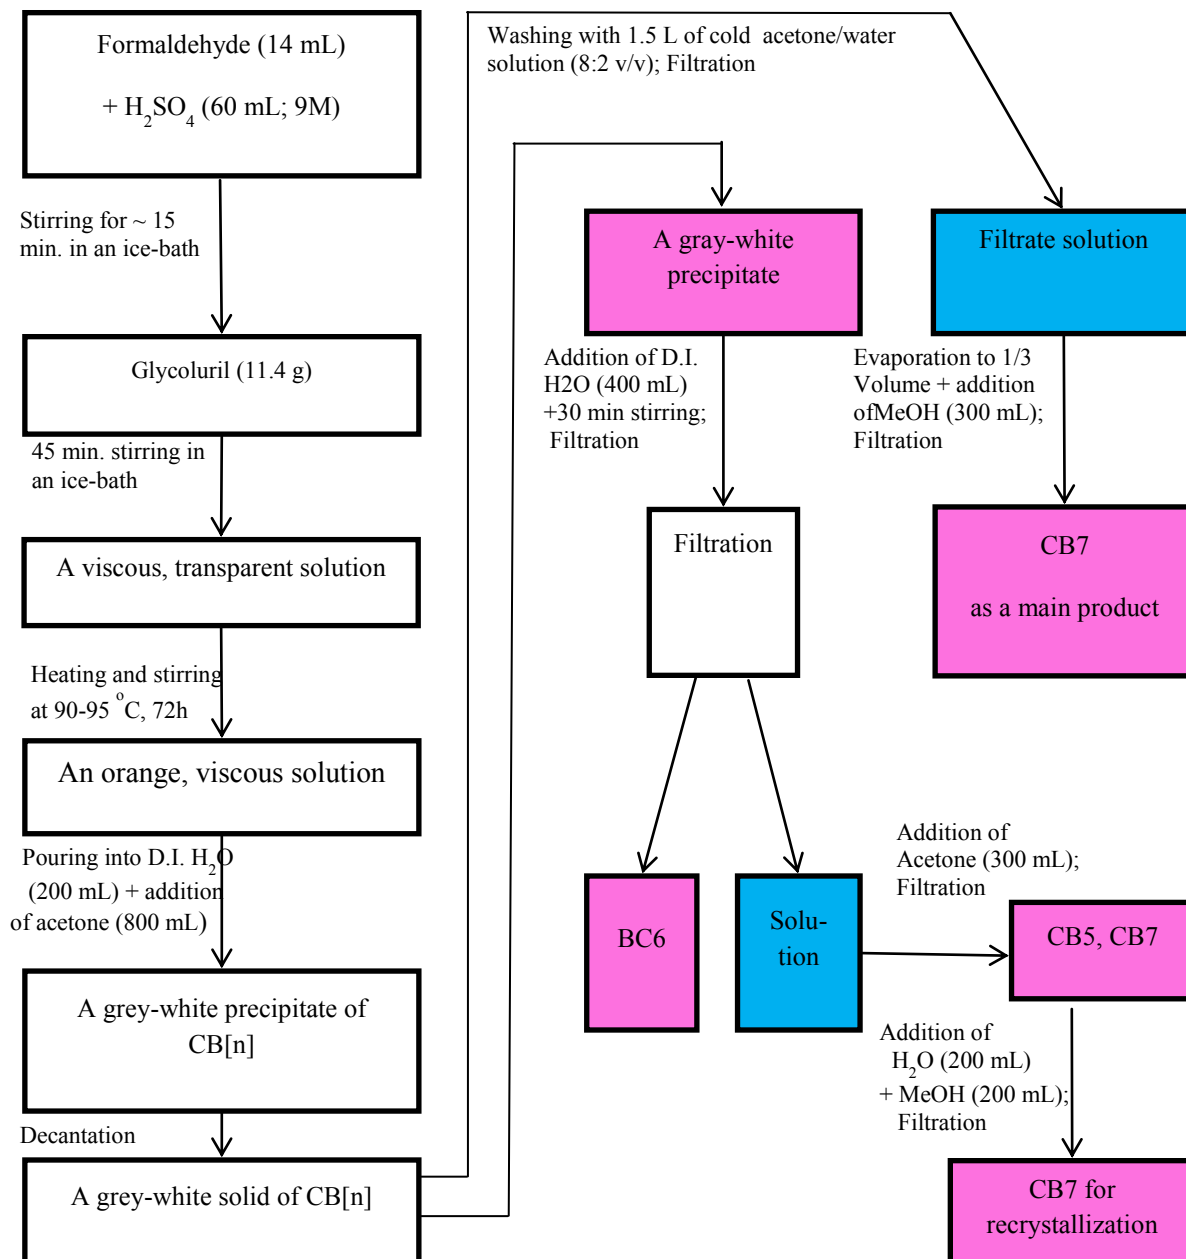 Formaldehyde (14 mL)
+ H2SO4 (60 mL; 9M)
Stirring for ~ 15
min. in an ice-bath
Glycoluril (11.4 g)
45 min. stirring in
an ice-bath
A viscous, transparent solution
Heating and stirring
at 90-95 °C, 72h
An orange, viscous solution
Pouring into D.I. H2O
(200 mL) + addition
of acetone (800 mL)
A grey-white precipitate of
CB[n]
Decantation
A grey-white solid of CB[n]
Washing with 1.5 L of cold acetone/water
solution (8:2 v/v); Filtration
A gray-white
precipitate
Addition of D.I.
H2O (400 mL)
+30 min stirring;
Filtration
Filtration
BC6
Solu-
tion
Addition of
Acetone (300 mL);
Filtration
CB5, CB7
Addition of
H2O (200 mL)
+ MeOH (200 mL);
Filtration
CB7 for
recrystallization
Filtrate solution
Evaporation to 1/3
Volume + addition
ofMeOH (300 mL);
Filtration
CB7
as a main product